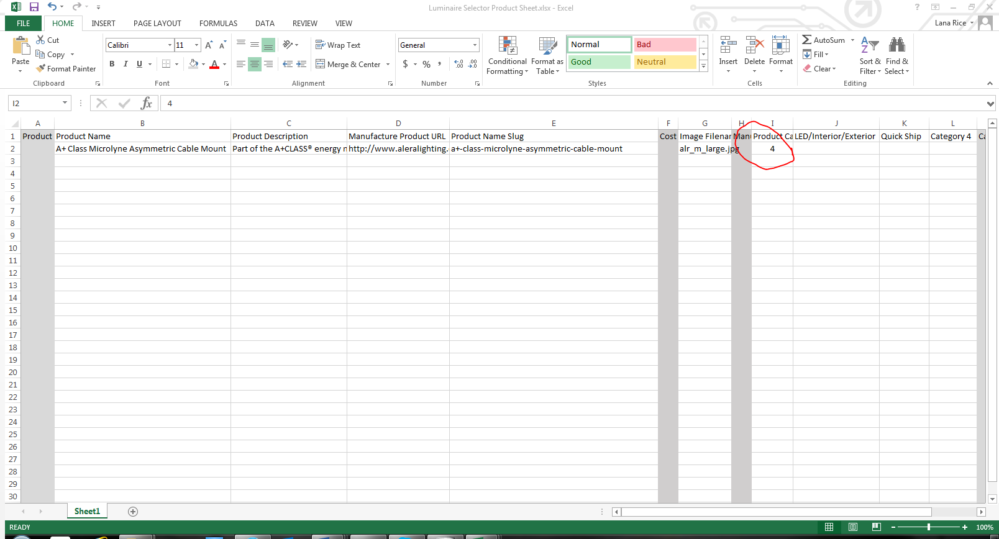 Luminaire Selector Product Sheet.xlsx - Excel
FILE HOME INSERT PAGE LAYOUT FORMULAS DATA REVIEW VIEW Lana Rice
Paste
Cut
Copy
Format Painter
Clipboard
Calibri 11
B I U
Font
Wrap Text
Merge & Center
Alignment
General
$ % ,
Number
Conditional Formatting
Format as Table
Normal Bad
Good Neutral
Styles
Insert Delete Format
Cells
AutoSum
Fill
Clear
Sort & Filter
Find & Select
Editing
I2 fx 4
A B C D E F G H I J K L
1 Product Product Name Product Description Manufacture Product URL Product Name Slug Cost Image Filenar Manu Product Ca LED/Interior/Exterior Quick Ship Category 4 Ca
2 A+ Class Microlyne Asymmetric Cable Mount Part of the A+CLASS® energy n http://www.aleralighting. a+-class-microlyne-asymmetric-cable-mount alr_m_large.jpg 4
3
4
5
6
7
8
9
10
11
12
13
14
15
16
17
18
19
20
21
22
23
24
25
26
27
28
29
30
Sheet1
READY 100%